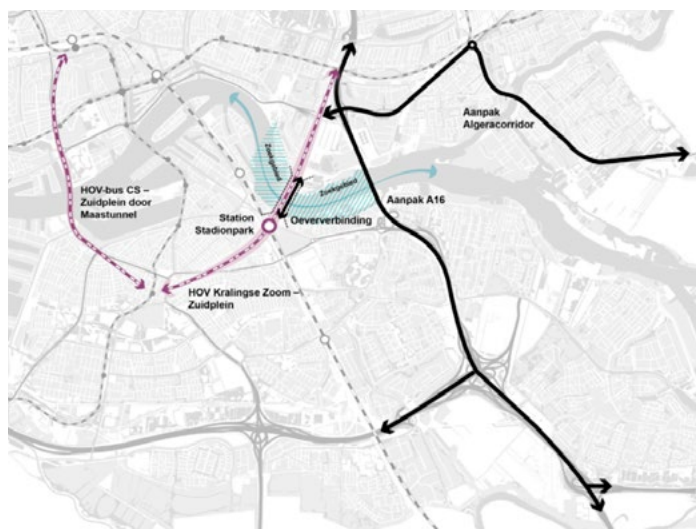 Aanpak
Algeracorridor
Zoekgebied
Zoekgebied
HOV-bus CS –
Zuidplein door
Maastunnel
Station
Stadionpark
Oeververbinding
Aanpak A16
HOV Kralingse Zoom –
Zuidplein